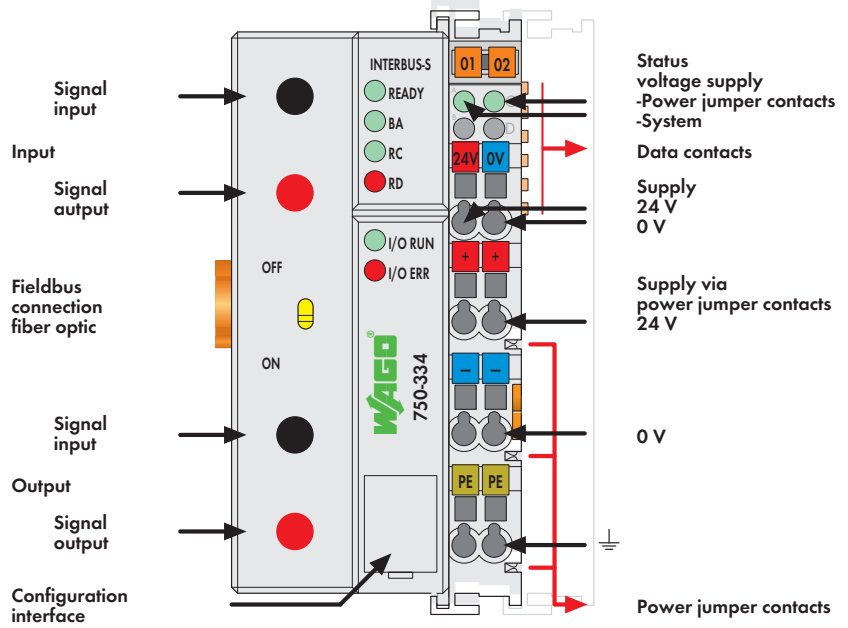 Signal
input
Input
Signal
autput
Fieldbus
connection
fiber optic
Signal
input
Output
Signal
output
Configuration
interface
OFF
ON
INTERBUS-S
READY
BA
RC
RD
I/O RUN
I/O ERR
WAGO®
750-334
01 02
A C
B D
24V 0V
+ +
– –
PE PE
Status
voltage supply
-Power jumper contacts
-System
Data contacts
Supply
24 V
0 V
Supply via
power jumper contacts
24 V
0 V
Power jumper contacts